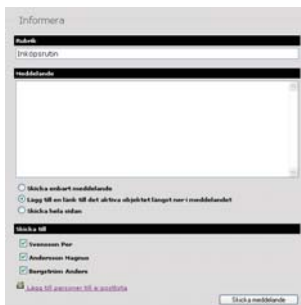 Informera
Rubrik
Inköpsrutin
Meddelande
Skicka enbart meddelande
Lägg till en länk till det aktiva objektet längst ner i meddelandet
Skicka hela sidan
Skicka till
Svensson Per
Andersson Magnus
Bergström Anders
Lägg till personer till e-postlista
Skicka meddelande